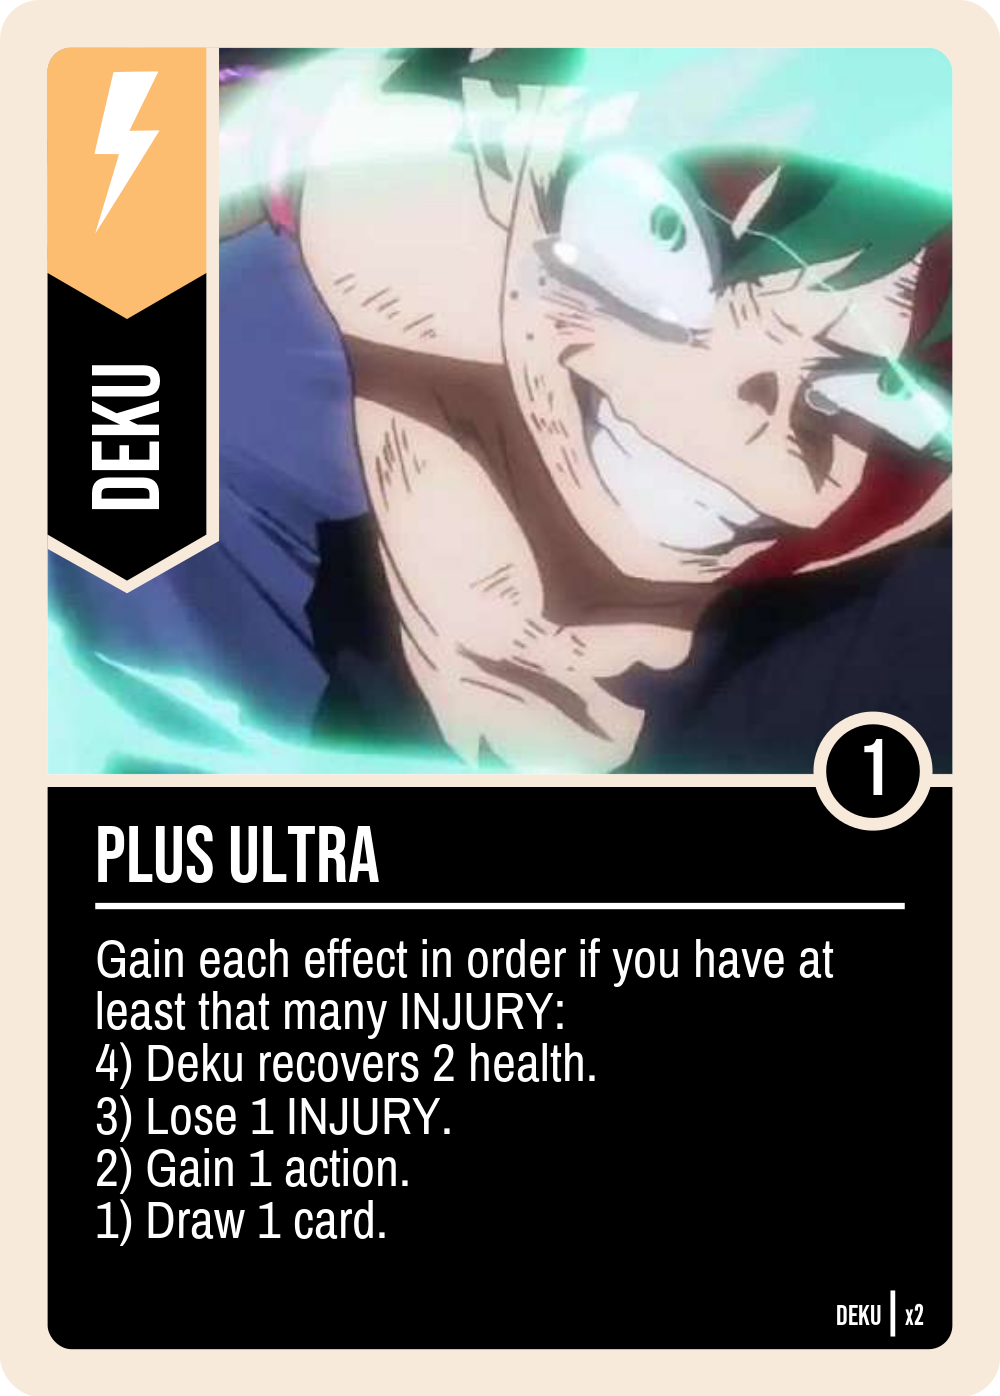 DEKU
1
PLUS ULTRA
Gain each effect in order if you have at
least that many INJURY:
4) Deku recovers 2 health.
3) Lose 1 INJURY.
2) Gain 1 action.
1) Draw 1 card.
DEKU | x2